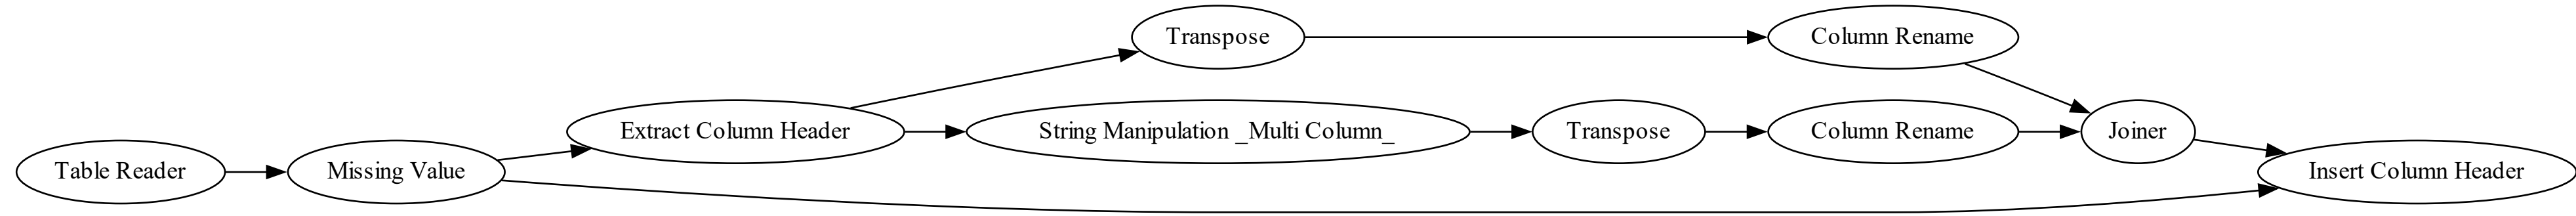 Transpose
Column Rename
Extract Column Header
String Manipulation _Multi Column_
Transpose
Column Rename
Joiner
Table Reader
Missing Value
Insert Column Header